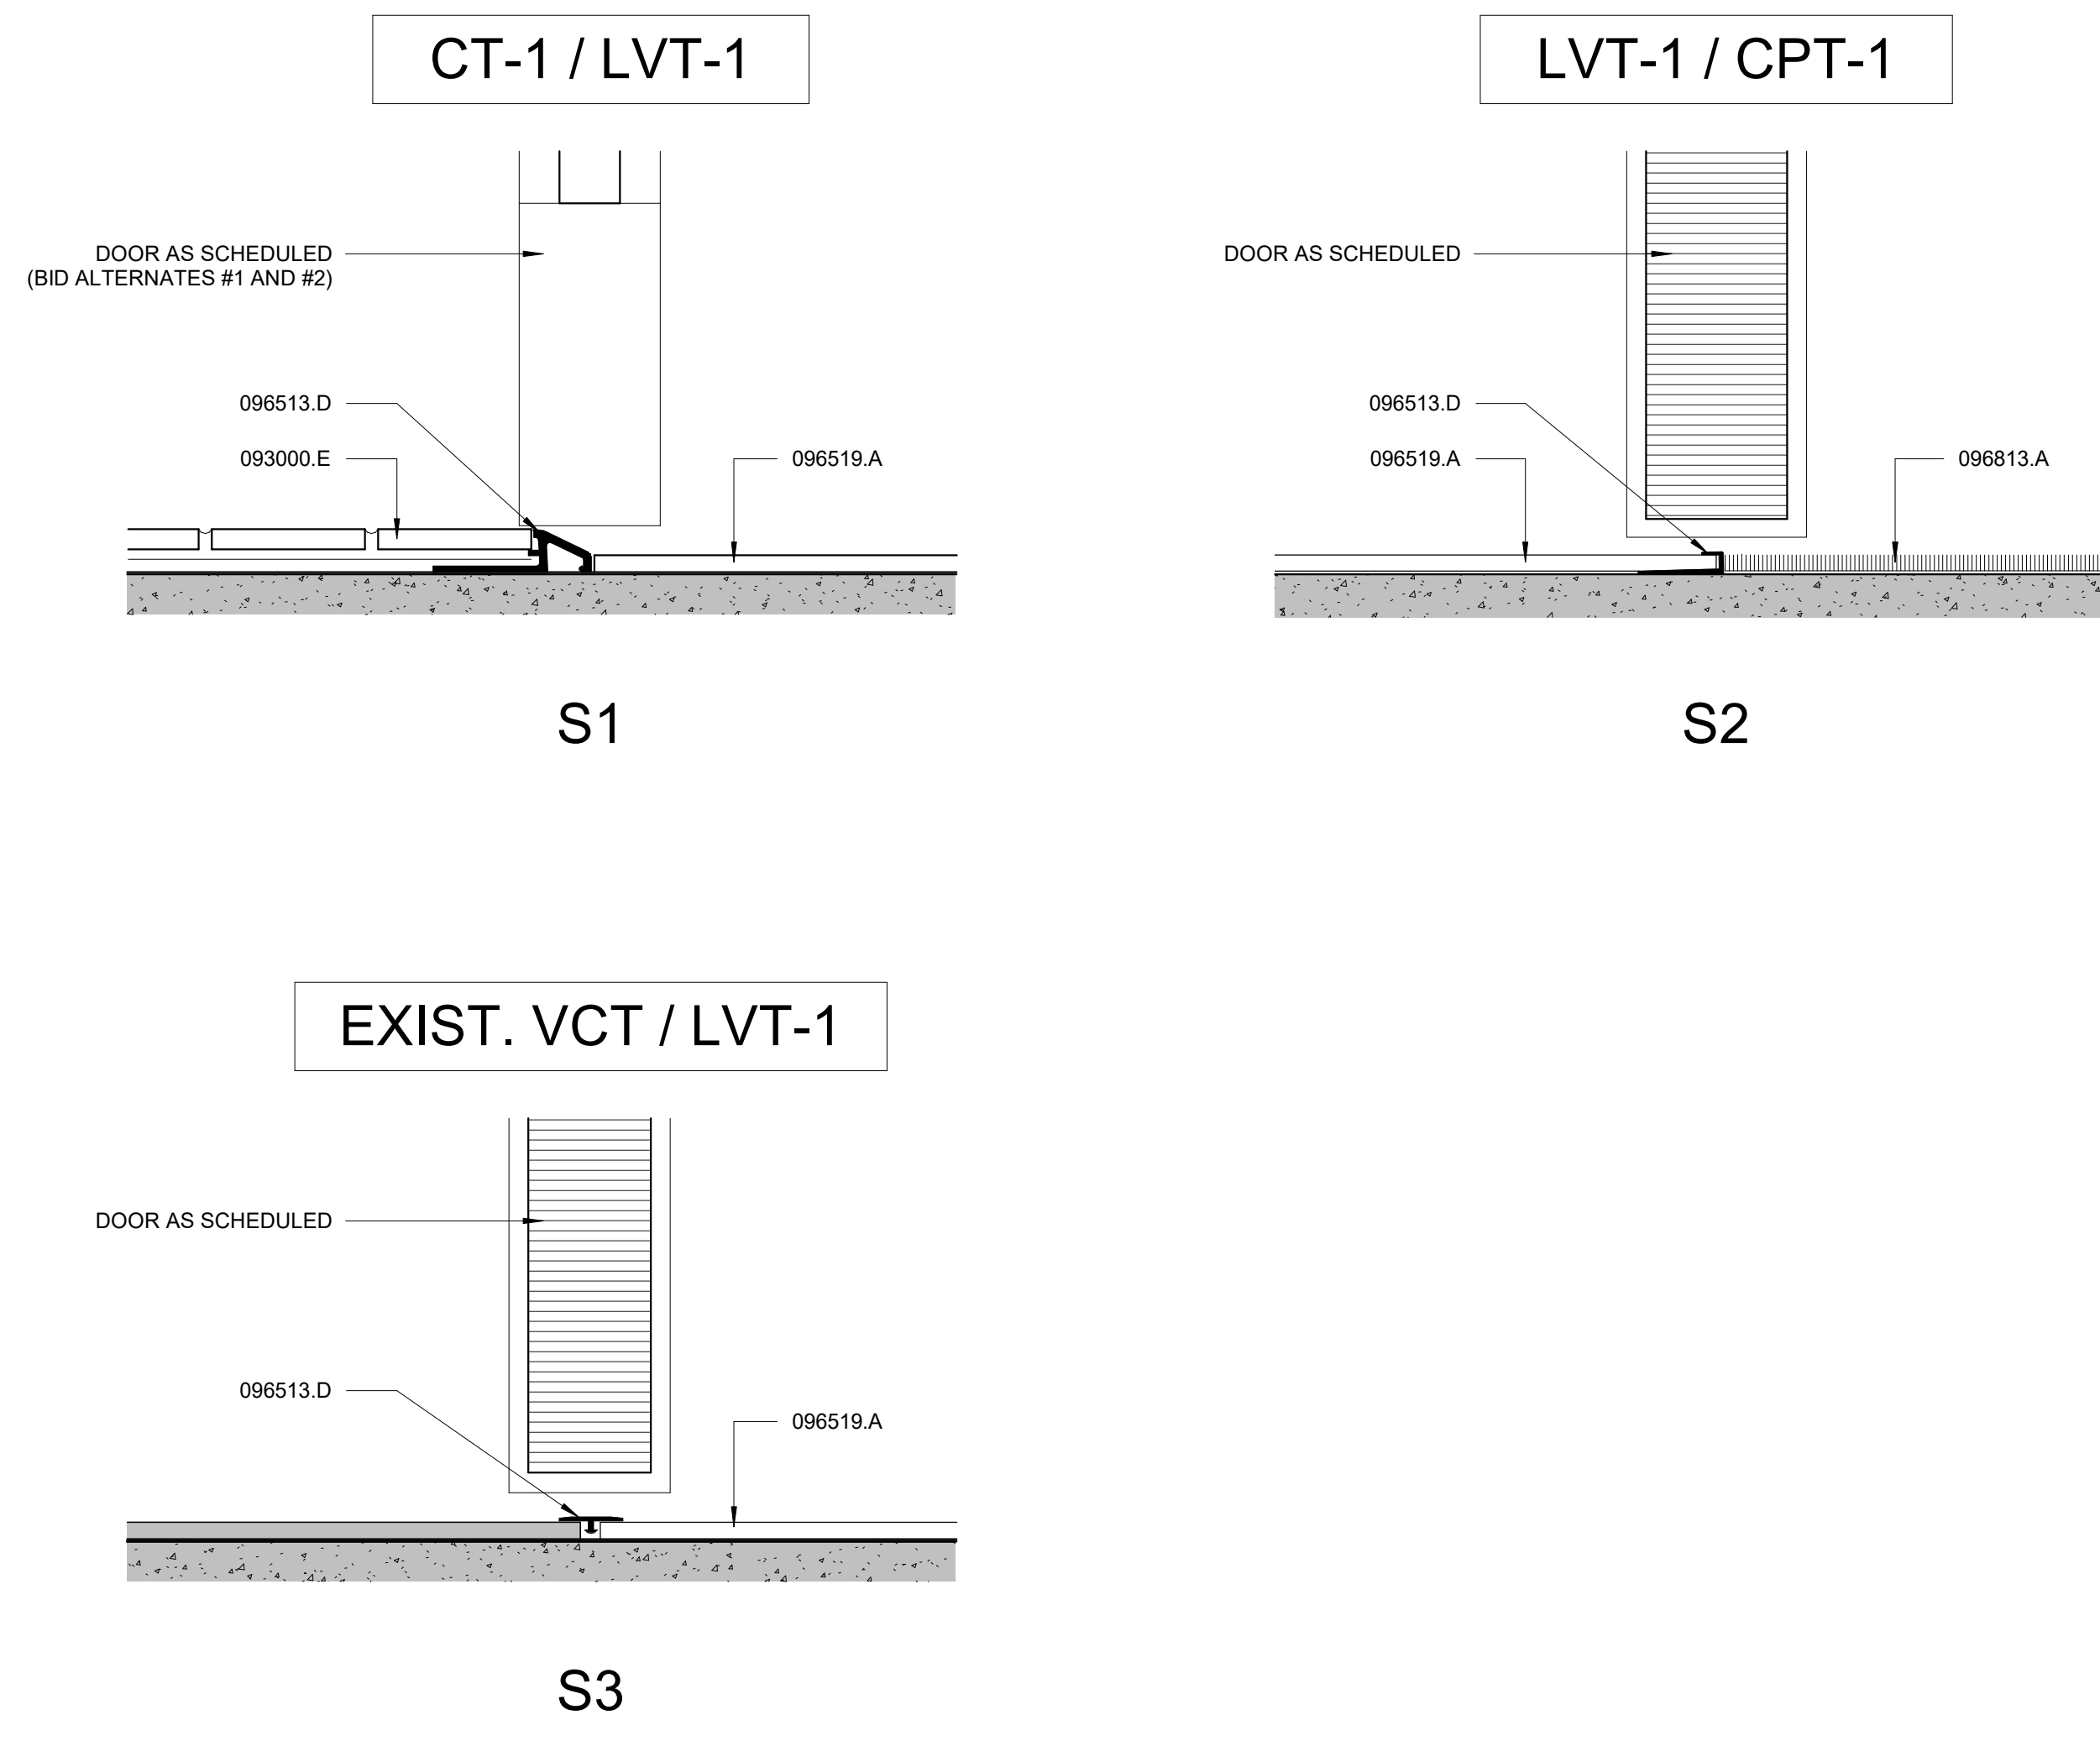 CT-1 / LVT-1
DOOR AS SCHEDULED
(BID ALTERNATES #1 AND #2)
096513.D
093000.E
096519.A
S1
LVT-1 / CPT-1
DOOR AS SCHEDULED
096513.D
096519.A
096813.A
S2
EXIST. VCT / LVT-1
DOOR AS SCHEDULED
096513.D
096519.A
S3